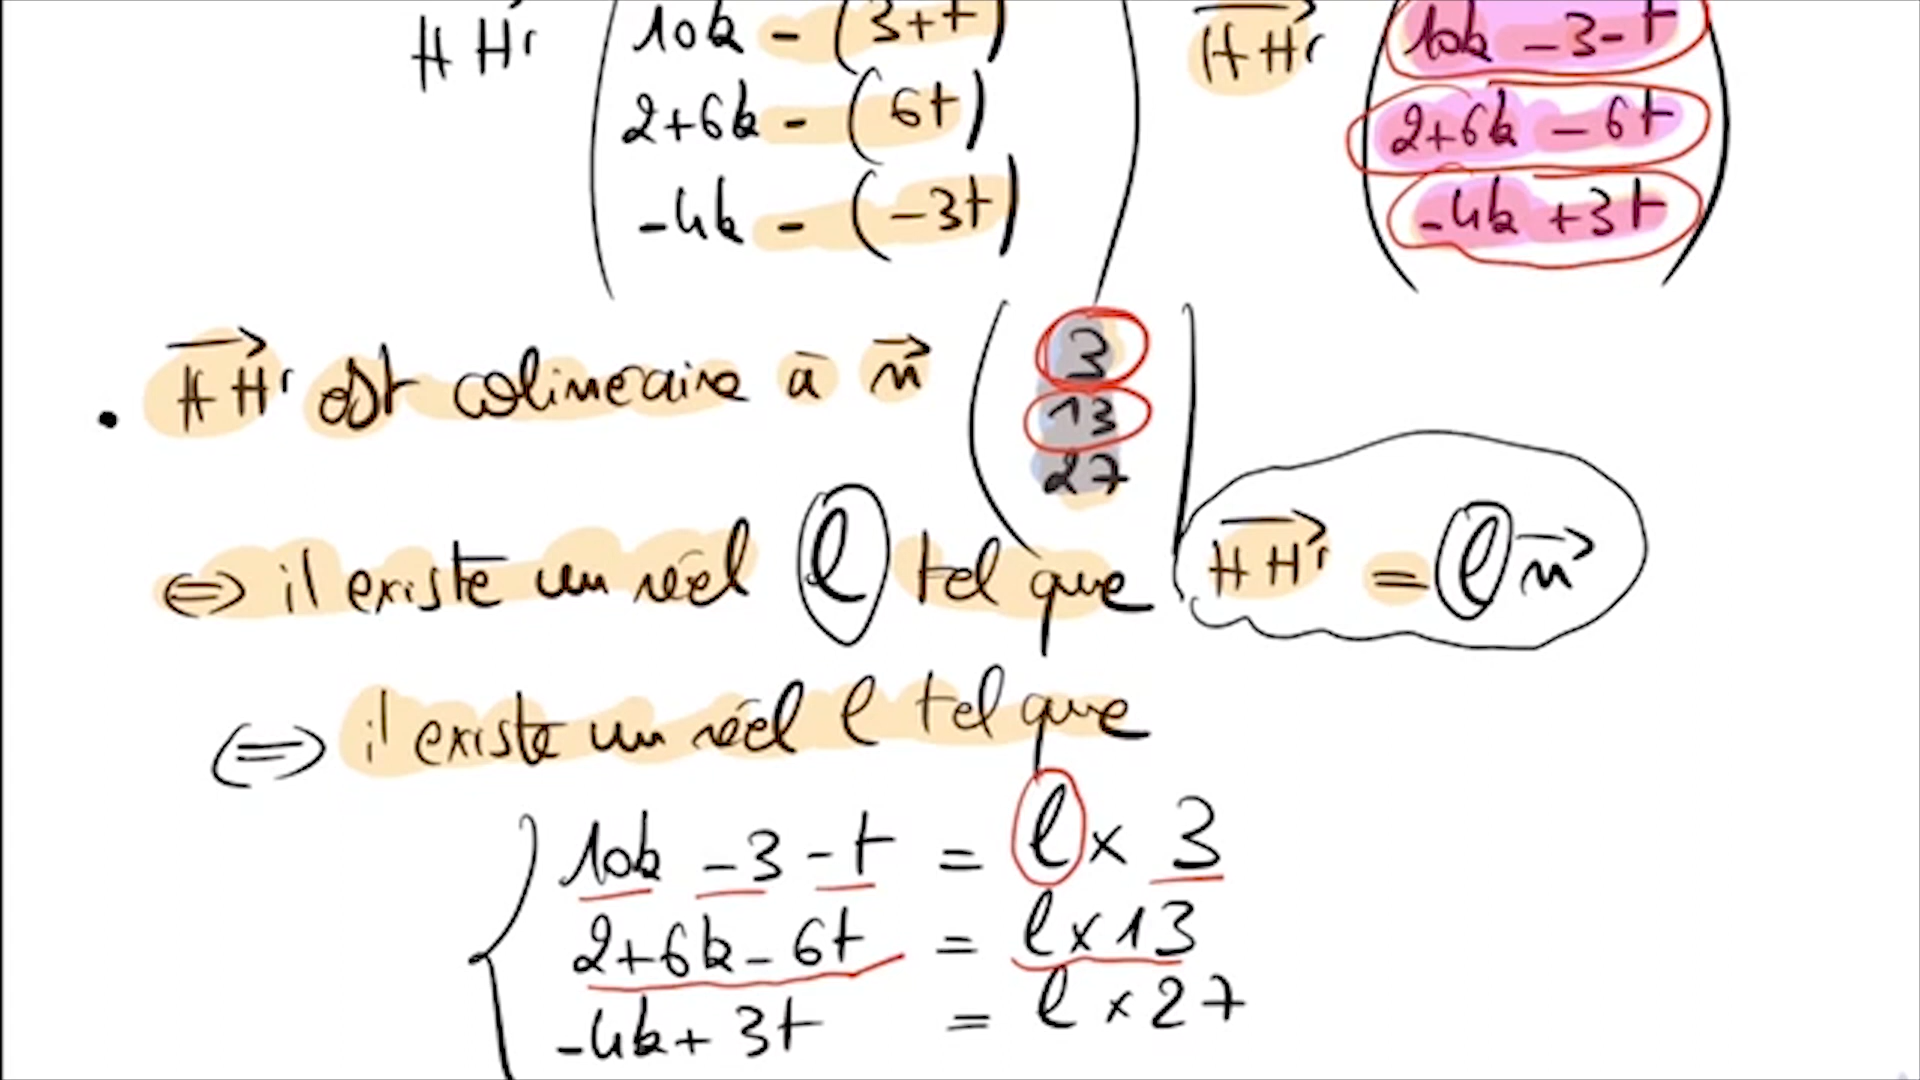 HH' 10k - (3+t) HH' 10k - 3 - t
2+6k - (6t) 2+6k - 6t
-4k - (-3t) -4k + 3t
• HH' est colinéaire à n 3
13
27
⇔ il existe un réel l tel que HH' = l n
⇔ il existe un réel l tel que
10k - 3 - t = l × 3
2+6k - 6t = l × 13
-4k + 3t = l × 27